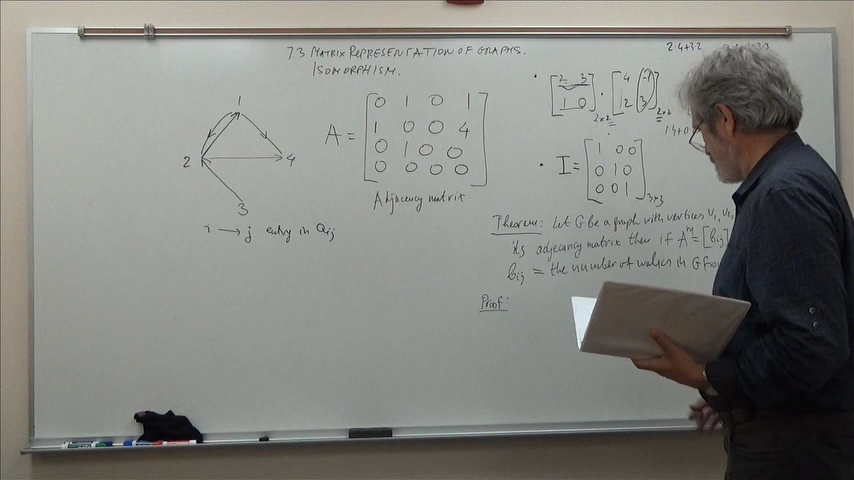 7.3 MATRIX REPRESENTATION OF GRAPHS.
ISOMORPHISM.
1
2
4
3
i → j entry in aij
A = [0 1 0 1
1 0 0 4
0 1 0 0
0 0 0 0]
Adjacency matrix
2·4+3·2
• [2 3
1 0] 2×2 · [4 -1
12 3] 2×2
1·4+0
• I = [1 0 0
0 1 0
0 0 1] 3×3
Theorem: Let G be a graph with vertices V1, V2,
its adjecancy matrix then if A^n = [bij]
bij = the number of walks in G from
Proof: